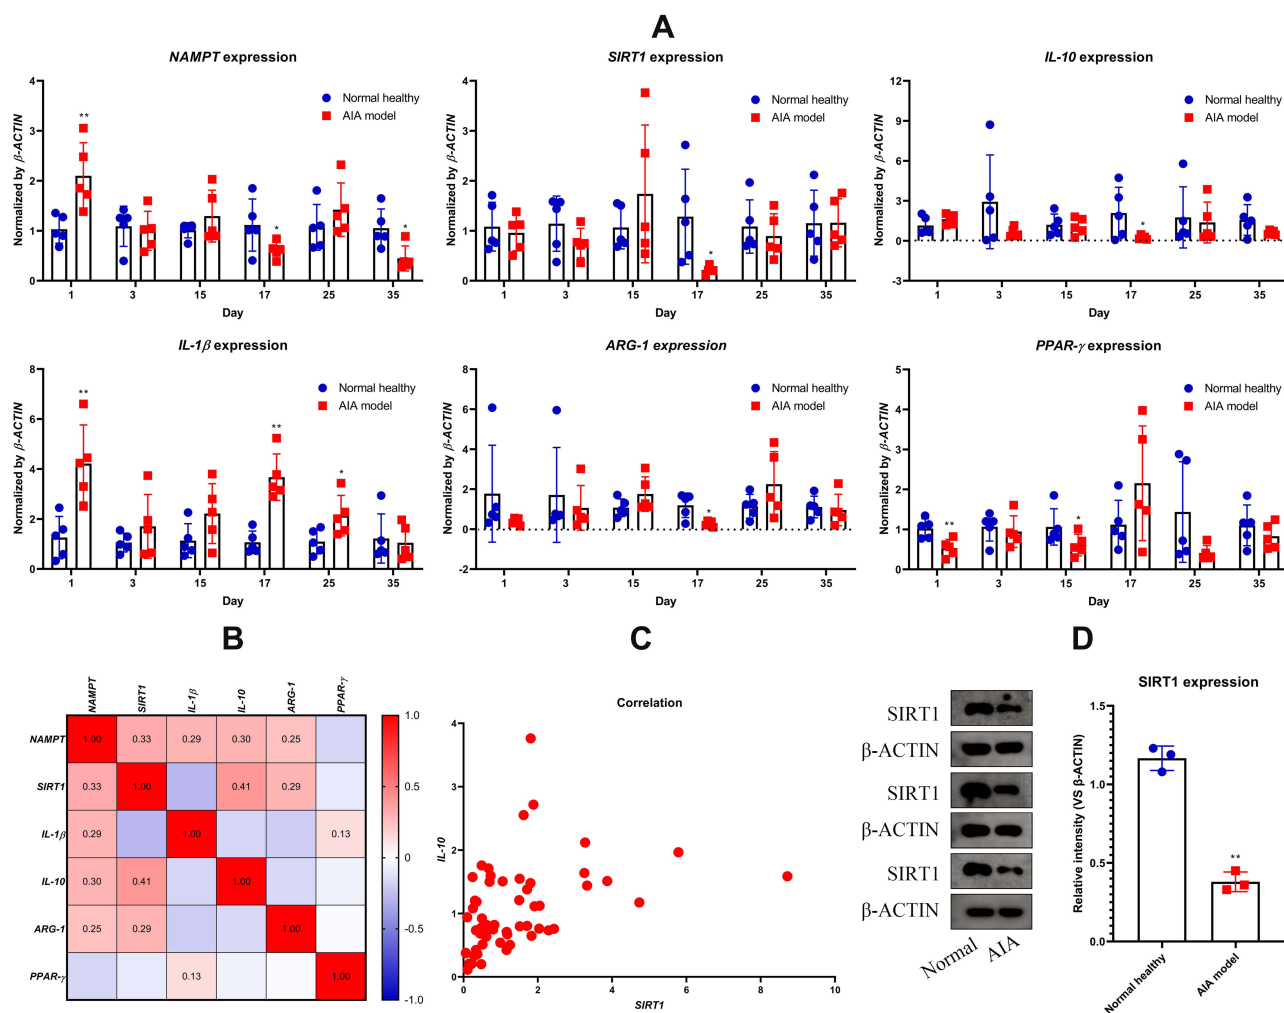 A
NAMPT expression
Normalized by β-ACTIN
4
3
2
1
0
**
*
*
Normal healthy
AIA model
1 3 15 17 25 35
Day
SIRT1 expression
Normalized by β-ACTIN
4
3
2
1
0
*
Normal healthy
AIA model
1 3 15 17 25 35
Day
IL-10 expression
Normalized by β-ACTIN
12
9
6
3
0
-3
*
Normal healthy
AIA model
1 3 15 17 25 35
Day
IL-1β expression
Normalized by β-ACTIN
8
6
4
2
0
**
**
*
Normal healthy
AIA model
1 3 15 17 25 35
Day
ARG-1 expression
Normalized by β-ACTIN
8
6
4
2
0
-2
*
Normal healthy
AIA model
1 3 15 17 25 35
Day
PPAR-γ expression
Normalized by β-ACTIN
5
4
3
2
1
0
**
*
Normal healthy
AIA model
1 3 15 17 25 35
Day
B
NAMPT SIRT1 IL-1β IL-10 ARG-1 PPAR-γ
NAMPT 1.00 0.33 0.29 0.30 0.25
SIRT1 0.33 1.00 0.41 0.29
IL-1β 0.29 1.00 0.13
IL-10 0.30 0.41 1.00
ARG-1 0.25 0.29 1.00
PPAR-γ 0.13 1.00
1.0
0.5
0
-0.5
-1.0
C
Correlation
IL-10
4
3
2
1
0
0 2 4 6 8 10
SIRT1
D
SIRT1
β-ACTIN
SIRT1
β-ACTIN
SIRT1
β-ACTIN
Normal AIA
SIRT1 expression
Relative intensity (VS β-ACTIN)
1.5
1.0
0.5
0.0
**
Normal healthy
AIA model